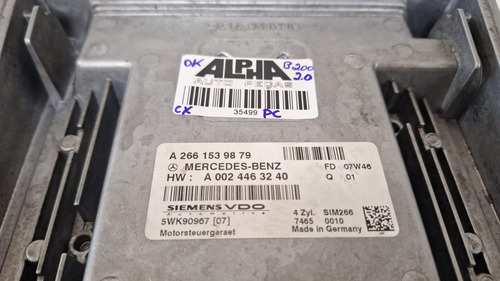 OK
B200
2.0
ALPHA
AUTO PEÇAS
35499
CX
PC
A 266 153 98 79
MERCEDES-BENZ
FD 07W46
HW : A 002 446 32 40
Q 01
SIEMENS VDO
Automotive
4 Zyl. SIM266
5WK90967 [07]
7465 0010
Motorsteuergeraet
Made in Germany